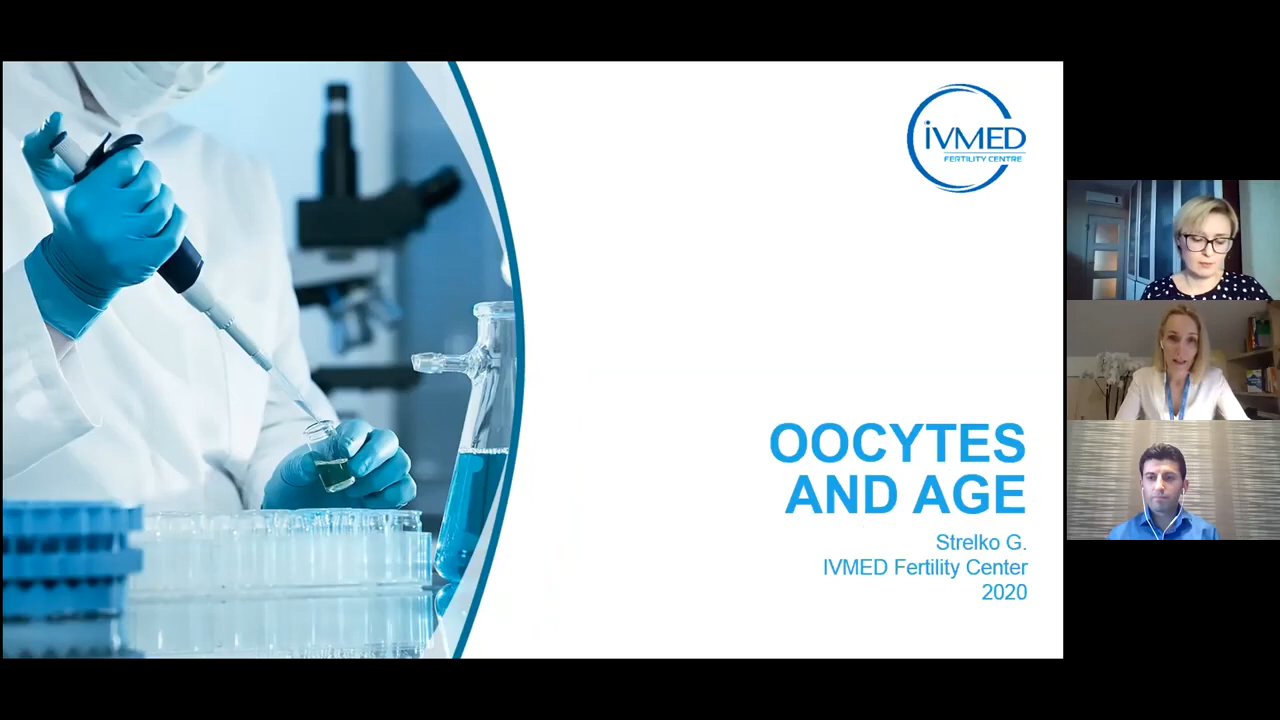 iVMED
FERTILITY CENTRE
OOCYTES
AND AGE
Strelko G.
IVMED Fertility Center
2020